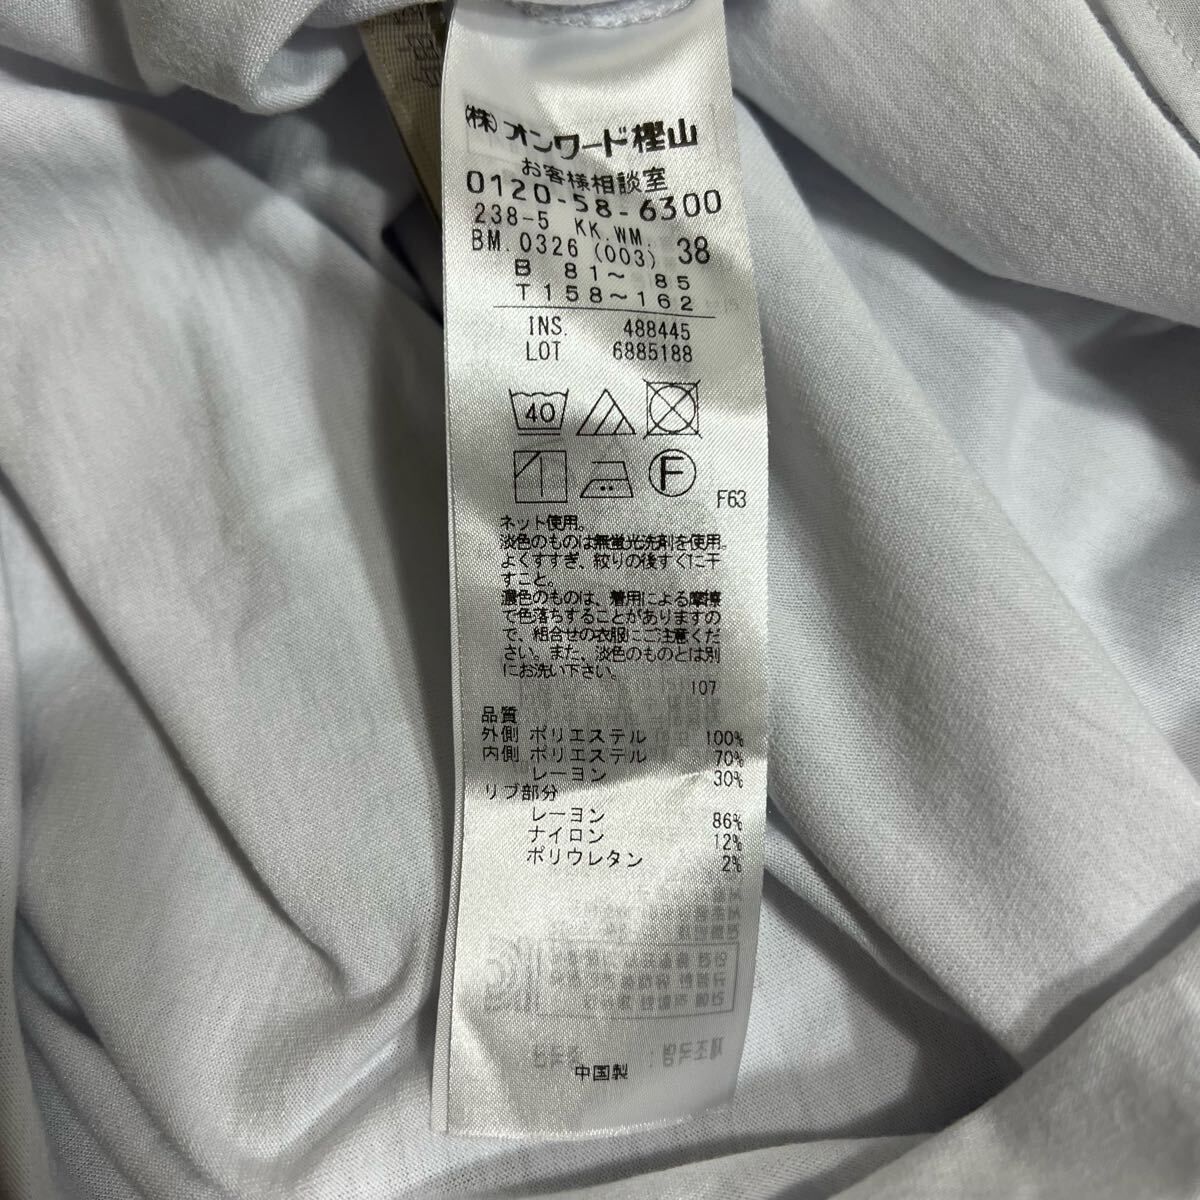 (株)オンワード樫山
お客様相談室
0120-58-6300
238-5 KK.WM.
BM.0326 (003) 38
B 81～ 85
T 158～162
INS. 488445
LOT 6885188
40
F
F63
ネット使用。
淡色のものは無蛍光洗剤を使用。
よくすすぎ、絞りの後すぐに干
すこと。
濃色のものは、着用による摩擦
で色落ちすることがありますの
で、組合せの衣服にご注意くだ
さい。また、淡色のものとは別
にお洗い下さい。
107
品質
外側 ポリエステル 100%
内側 ポリエステル 70%
レーヨン 30%
リブ部分
レーヨン 86%
ナイロン 12%
ポリウレタン 2%
中国製